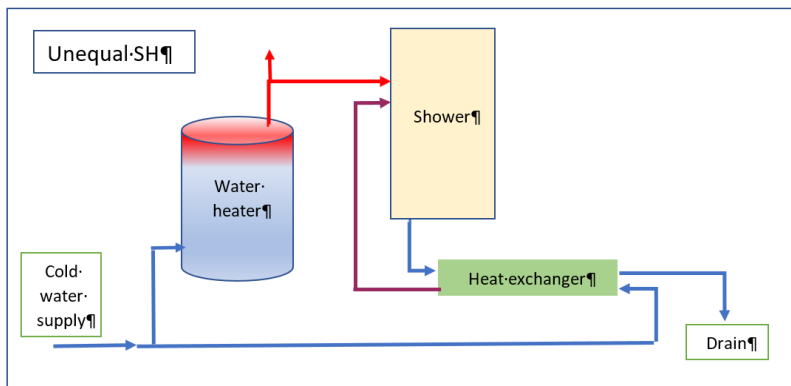 Unequal·SH¶
Shower¶
Water·
heater¶
Cold·
water·
supply¶
Heat·exchanger¶
Drain¶